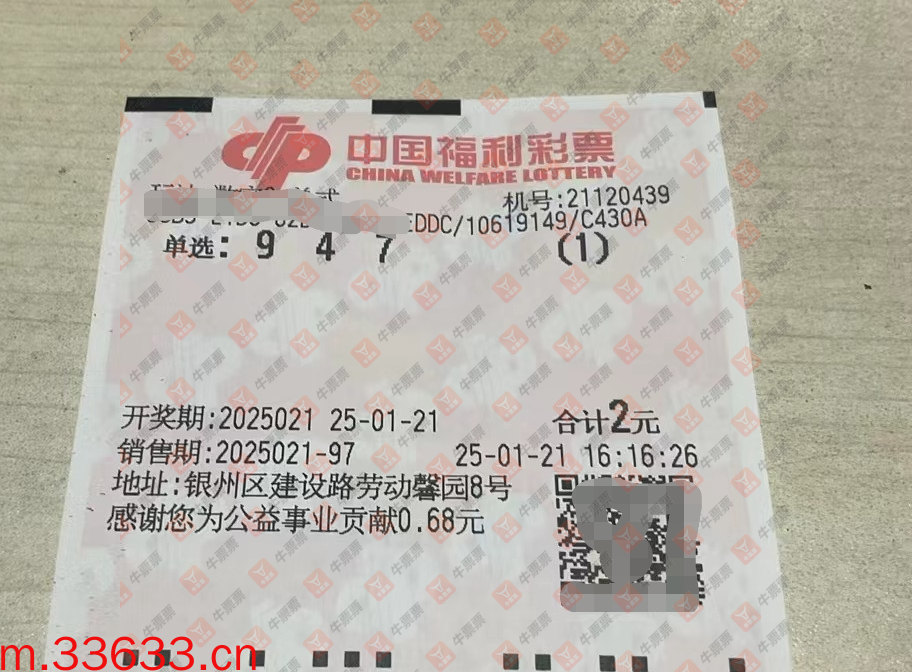 中国福利彩票
CHINA WELFARE LOTTERY
机号:21120439
EDDC/10619149/C430A
单选: 9 4 7 (1)
开奖期:2025021 25-01-21 合计2元
销售期:2025021-97 25-01-21 16:16:26
地址:银州区建设路劳动馨园8号
感谢您为公益事业贡献0.68元
m.33633.cn
牛票票